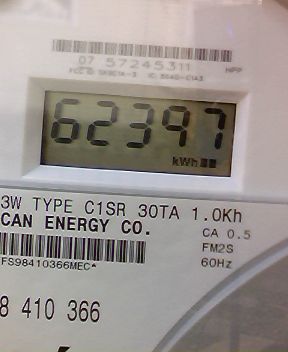 07 57245311 HPP
62397
kWh
3W TYPE C1SR 30TA 1.0Kh
CAN ENERGY CO.
CA 0.5
FM2S
FS98410366MEC*
60Hz
8 410 366